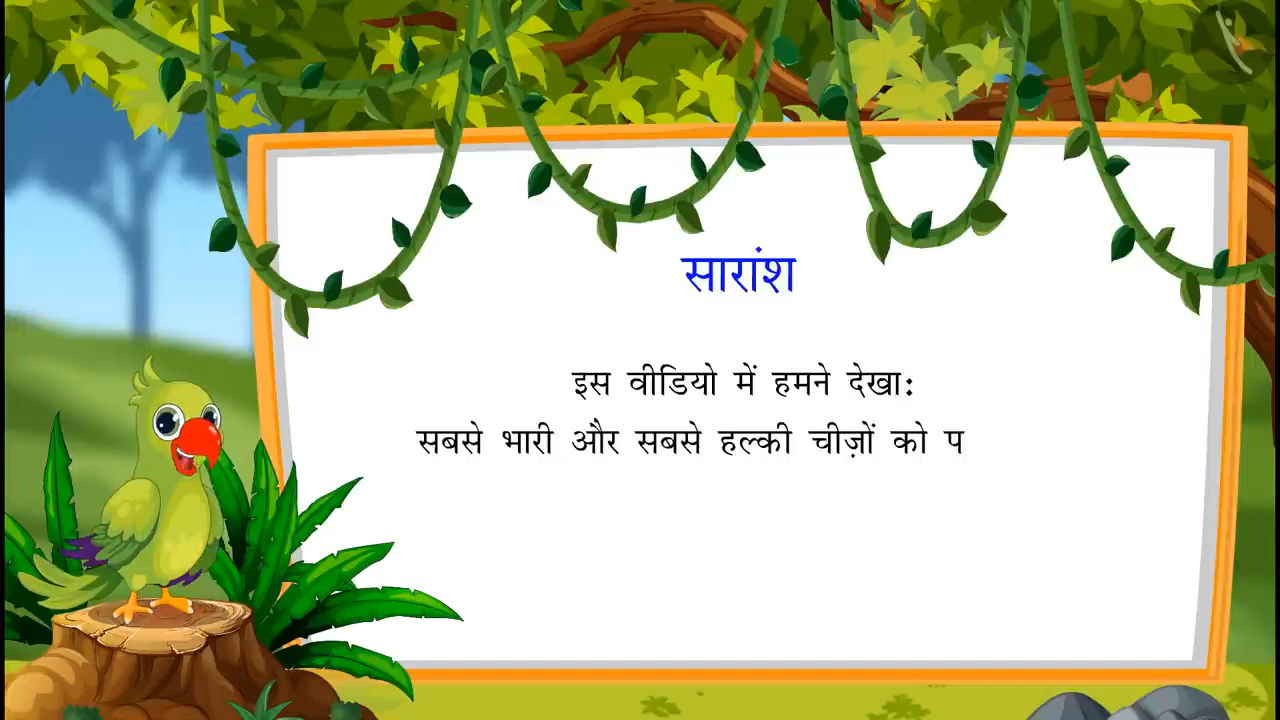 सारांश
इस वीडियो में हमने देखा:
सबसे भारी और सबसे हल्की चीज़ों को प